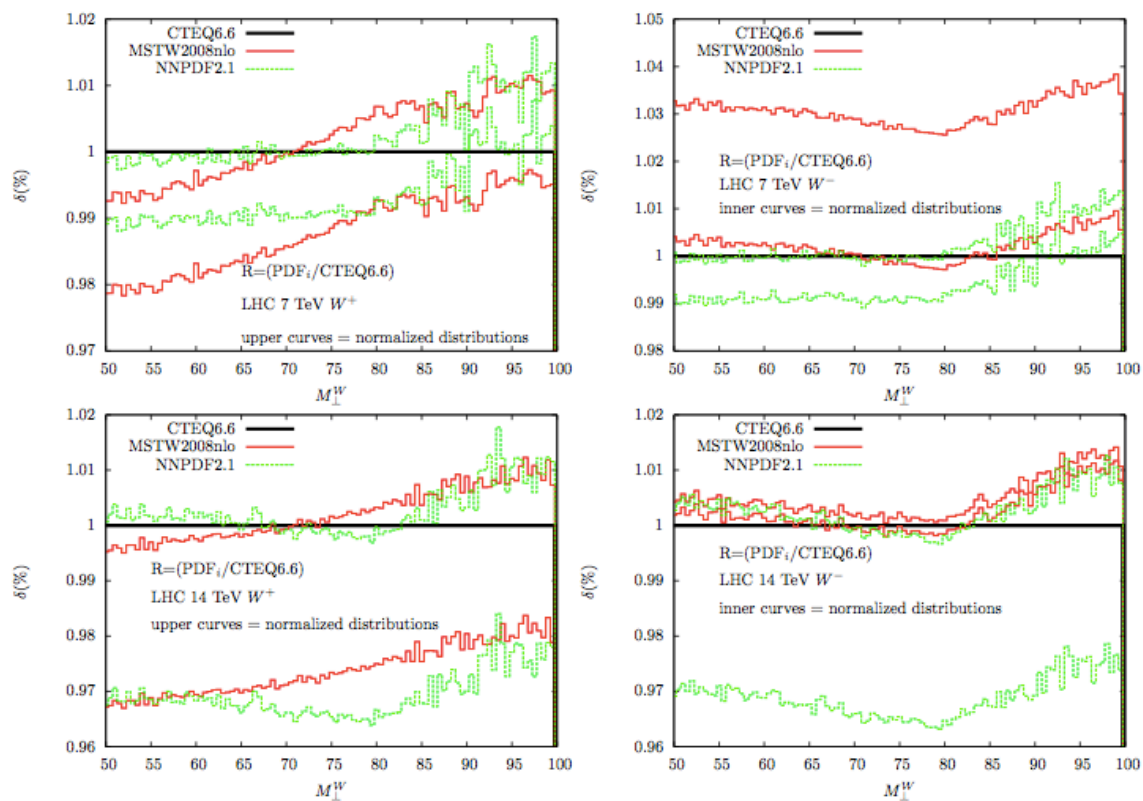 1.02
1.01
1
0.99
0.98
0.97
δ(%)
CTEQ6.6
MSTW2008nlo
NNPDF2.1
R=(PDFᵢ/CTEQ6.6)
LHC 7 TeV W⁺
upper curves = normalized distributions
50 55 60 65 70 75 80 85 90 95 100
M⊥ᵂ
1.05
1.04
1.03
1.02
1.01
1
0.99
0.98
δ(%)
CTEQ6.6
MSTW2008nlo
NNPDF2.1
R=(PDFᵢ/CTEQ6.6)
LHC 7 TeV W⁻
inner curves = normalized distributions
50 55 60 65 70 75 80 85 90 95 100
M⊥ᵂ
1.02
1.01
1
0.99
0.98
0.97
0.96
δ(%)
CTEQ6.6
MSTW2008nlo
NNPDF2.1
R=(PDFᵢ/CTEQ6.6)
LHC 14 TeV W⁺
upper curves = normalized distributions
50 55 60 65 70 75 80 85 90 95 100
M⊥ᵂ
1.02
1.01
1
0.99
0.98
0.97
0.96
δ(%)
CTEQ6.6
MSTW2008nlo
NNPDF2.1
R=(PDFᵢ/CTEQ6.6)
LHC 14 TeV W⁻
inner curves = normalized distributions
50 55 60 65 70 75 80 85 90 95 100
M⊥ᵂ